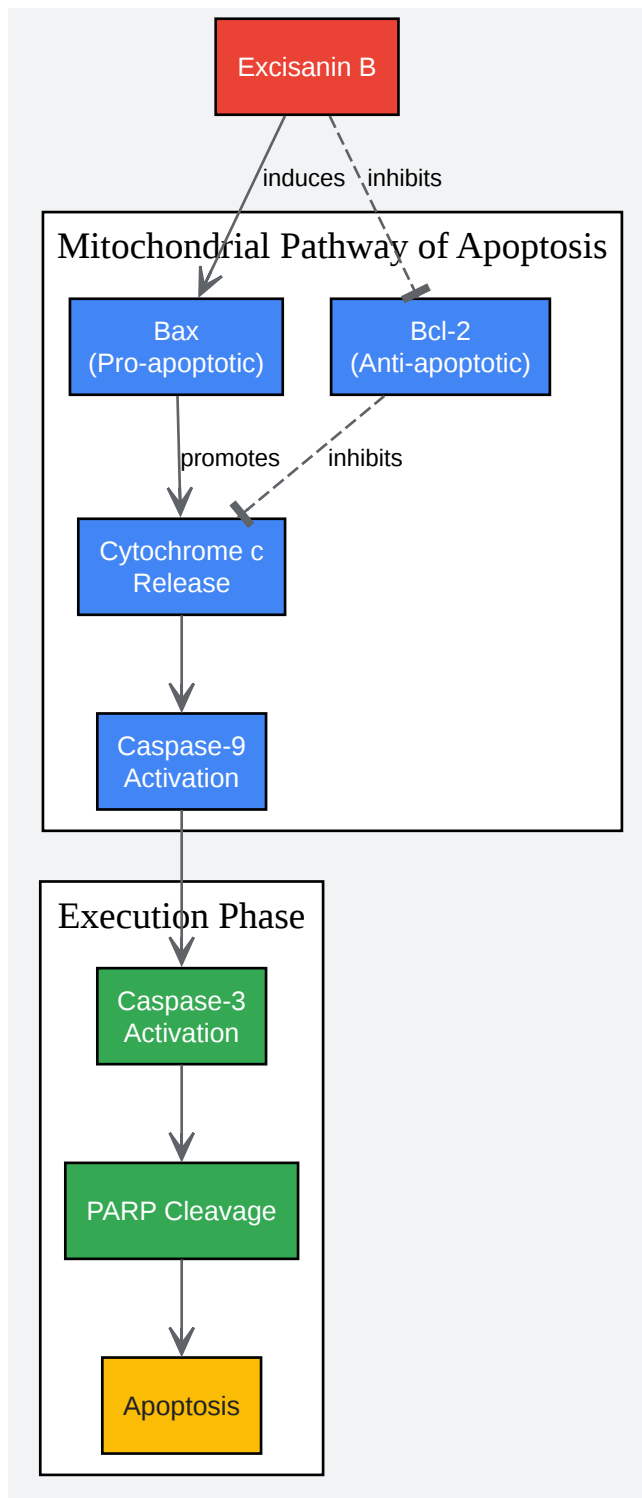 Excisanin B
induces
inhibits
Mitochondrial Pathway of Apoptosis
Bax
(Pro-apoptotic)
Bcl-2
(Anti-apoptotic)
promotes
inhibits
Cytochrome c
Release
Caspase-9
Activation
Execution Phase
Caspase-3
Activation
PARP Cleavage
Apoptosis